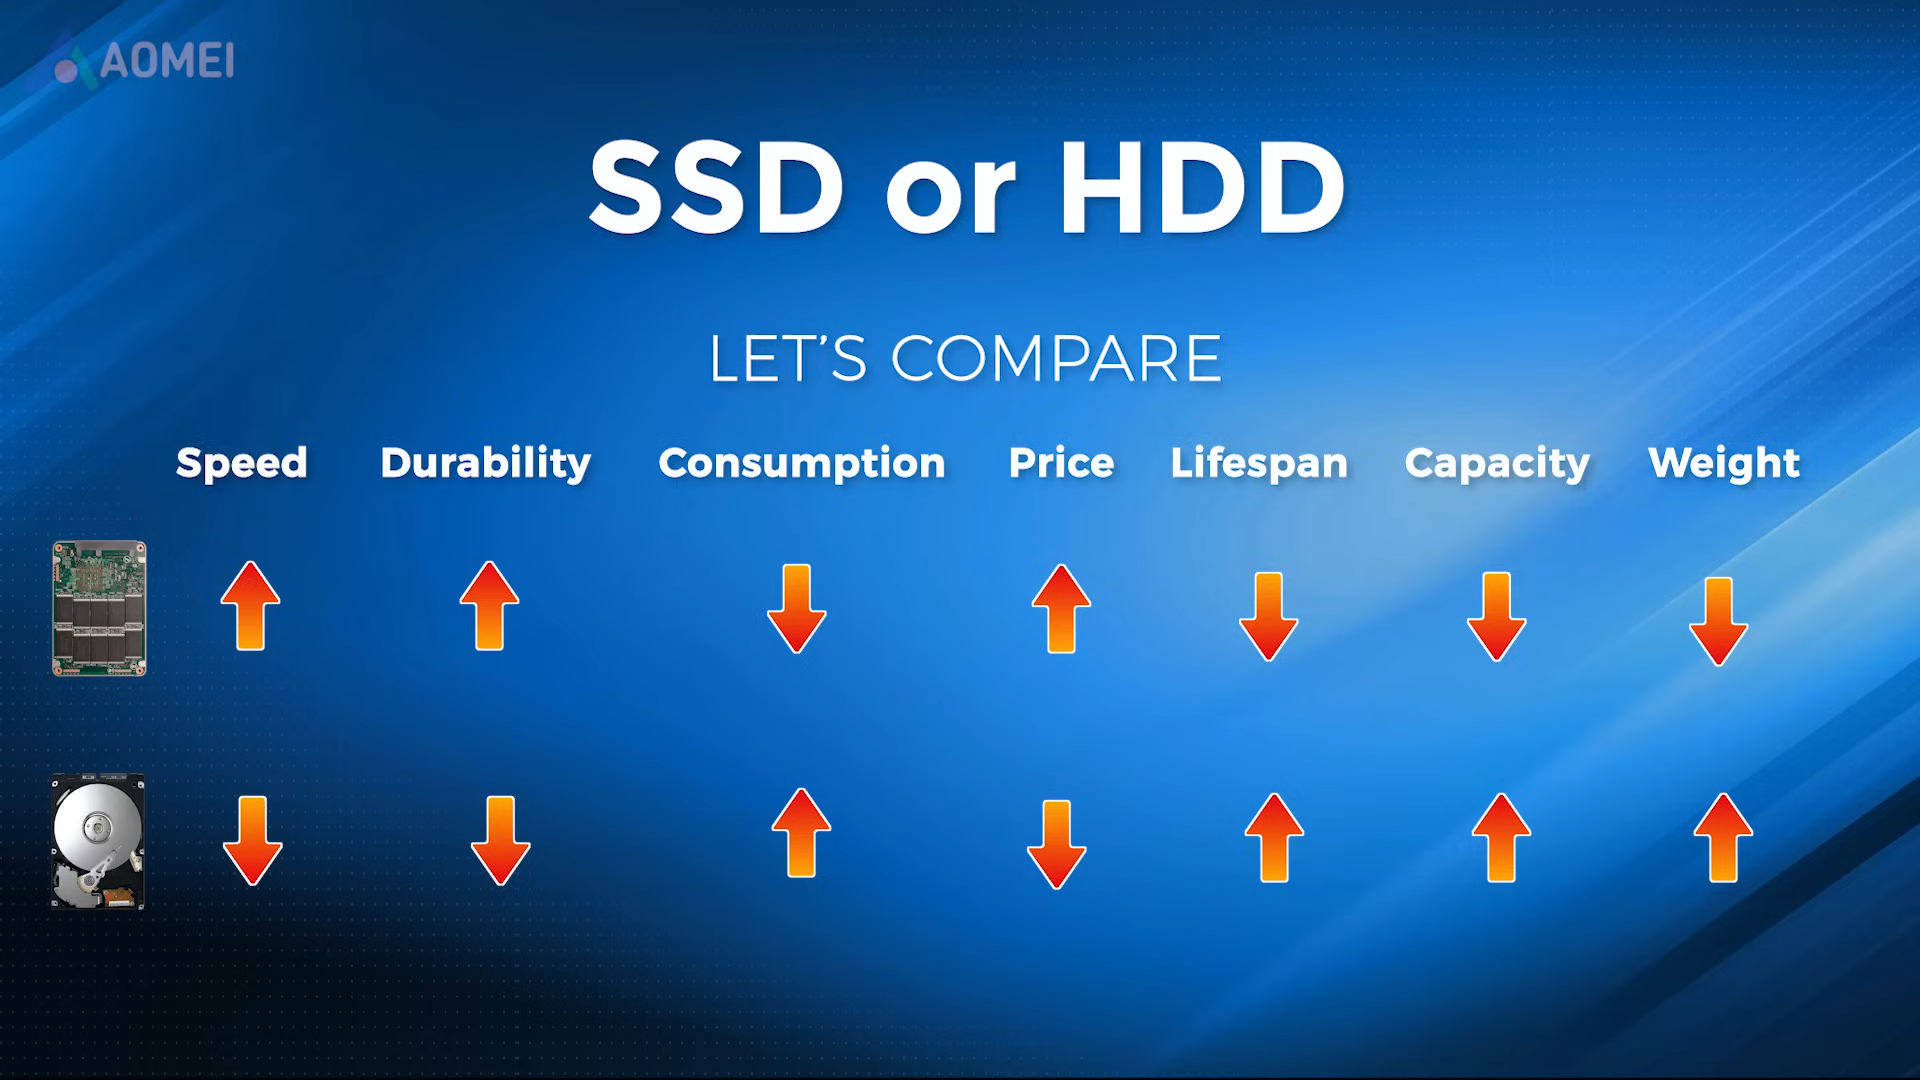 AOMEI
SSD or HDD
LET'S COMPARE
Speed Durability Consumption Price Lifespan Capacity Weight